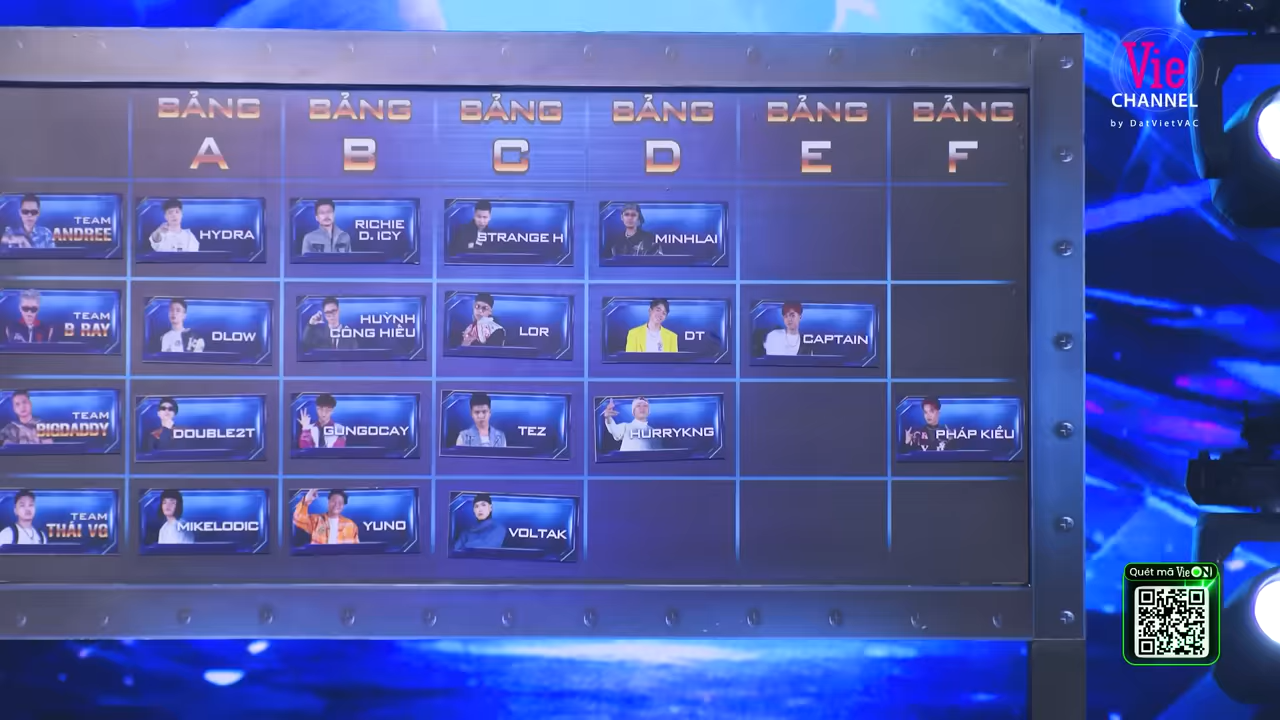 Vie
CHANNEL
by DatVietVAC
BẢNG
A
BẢNG
B
BẢNG
C
BẢNG
D
BẢNG
E
BẢNG
F
TEAM
ANDREE
HYDRA
RICHIE
D. ICY
STRANGE H
MINHLAI
TEAM
B RAY
DLOW
HUỲNH
CÔNG HIẾU
LOR
DT
CAPTAIN
TEAM
BIGDADDY
DOUBLE2T
GUNGOCAY
TEZ
HURRYKNG
PHÁP KIỀU
TEAM
THÁI VG
MIKELODIC
YUNO
VOLTAK
Quét mã VieON